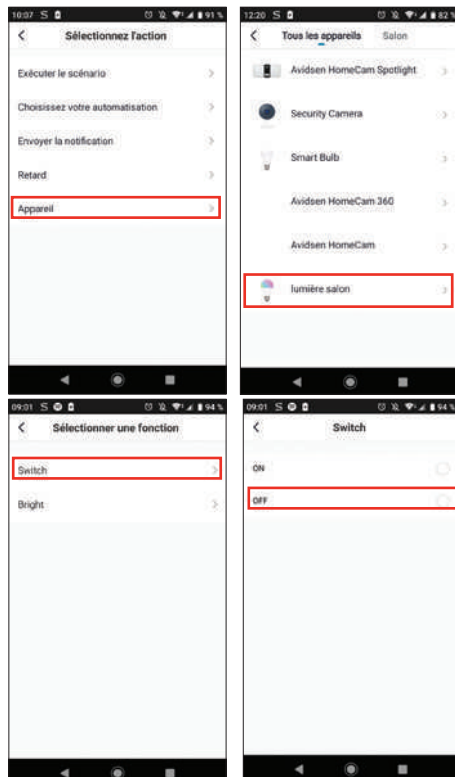 10:07 S 91 %
Sélectionnez l'action
Exécuter le scénario
Choisissez votre automatisation
Envoyer la notification
Retard
Appareil
12:20 S 82 %
Tous les appareils Salon
Avidsen HomeCam Spotlight
Security Camera
Smart Bulb
Avidsen HomeCam 360
Avidsen HomeCam
lumière salon
09:01 S 94 %
Sélectionner une fonction
Switch
Bright
09:01 S 94 %
Switch
ON
OFF